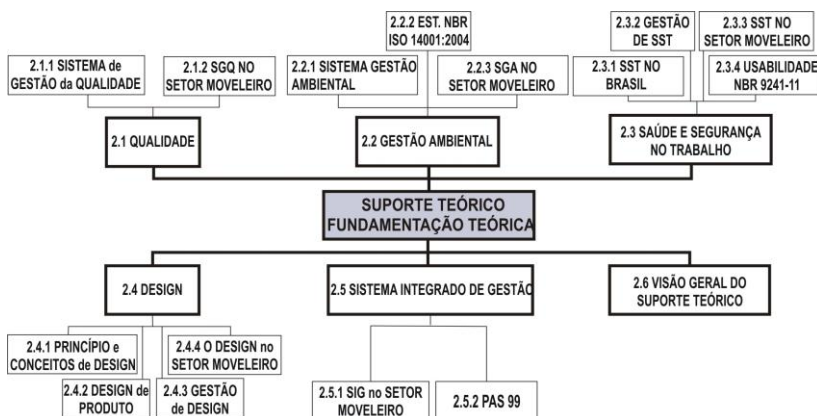 2.2.2 EST. NBR
ISO 14001:2004
2.3.2 GESTÃO
DE SST
2.3.3 SST NO
SETOR MOVELEIRO
2.1.1 SISTEMA de
GESTÃO da QUALIDADE
2.1.2 SGQ NO
SETOR MOVELEIRO
2.2.1 SISTEMA GESTÃO
AMBIENTAL
2.2.3 SGA NO
SETOR MOVELEIRO
2.3.1 SST NO
BRASIL
2.3.4 USABILIDADE
NBR 9241-11
2.1 QUALIDADE
2.2 GESTÃO AMBIENTAL
2.3 SAÚDE E SEGURANÇA
NO TRABALHO
SUPORTE TEÓRICO
FUNDAMENTAÇÃO TEÓRICA
2.4 DESIGN
2.5 SISTEMA INTEGRADO DE GESTÃO
2.6 VISÃO GERAL DO
SUPORTE TEÓRICO
2.4.1 PRINCÍPIO e
CONCEITOS de DESIGN
2.4.4 O DESIGN no
SETOR MOVELEIRO
2.4.2 DESIGN de
PRODUTO
2.4.3 GESTÃO
de DESIGN
2.5.1 SIG no SETOR
MOVELEIRO
2.5.2 PAS 99